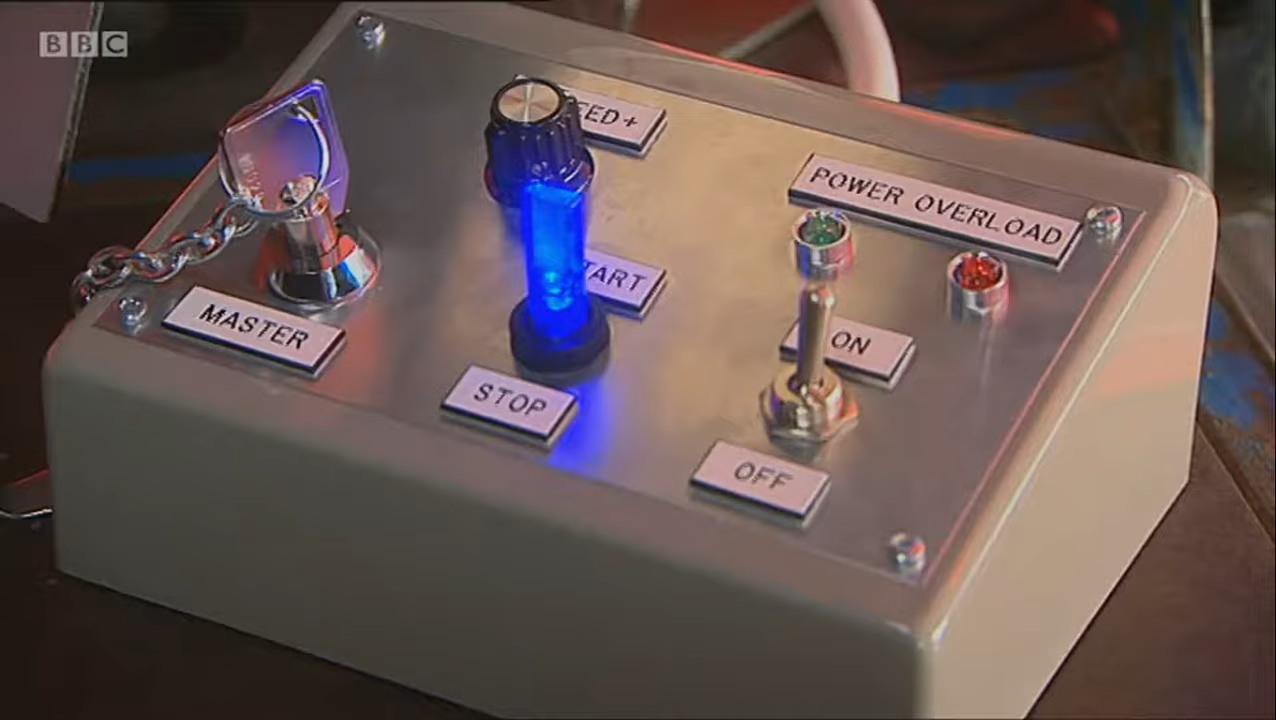 BBC
EED+
POWER OVERLOAD
TART
MASTER
ON
STOP
OFF